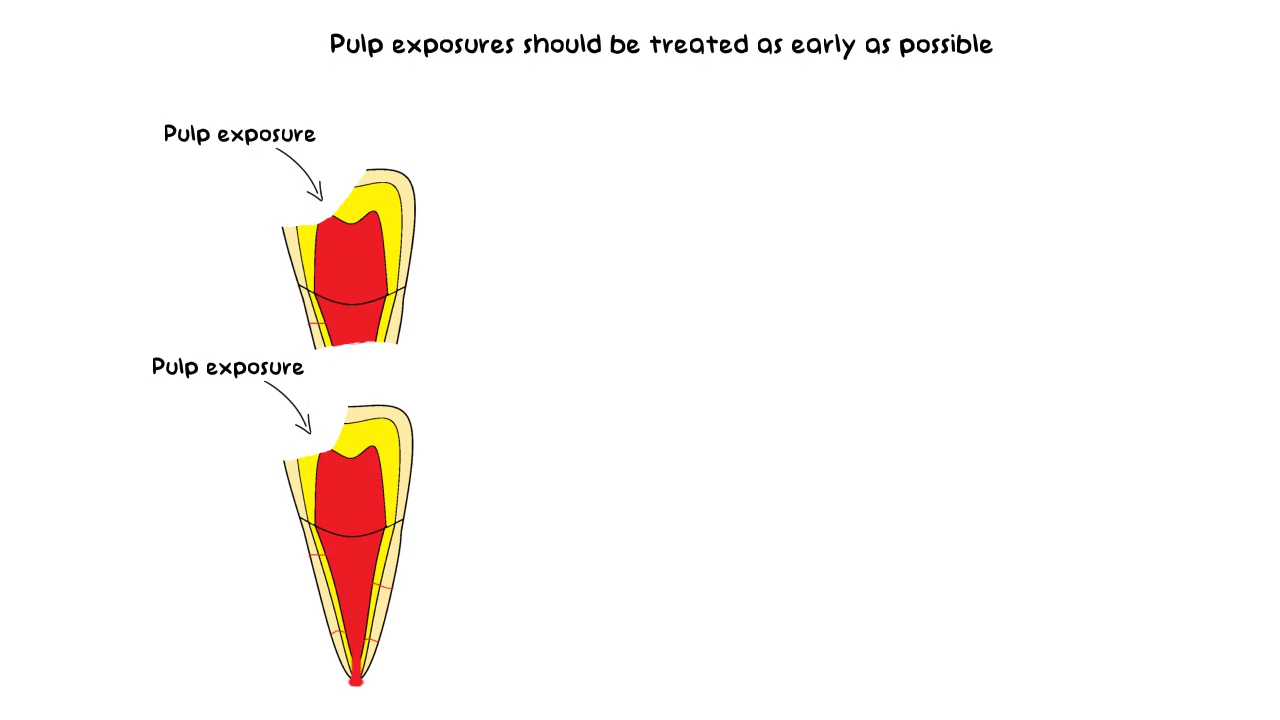 Pulp exposures should be treated as early as possible
Pulp exposure
Pulp exposure